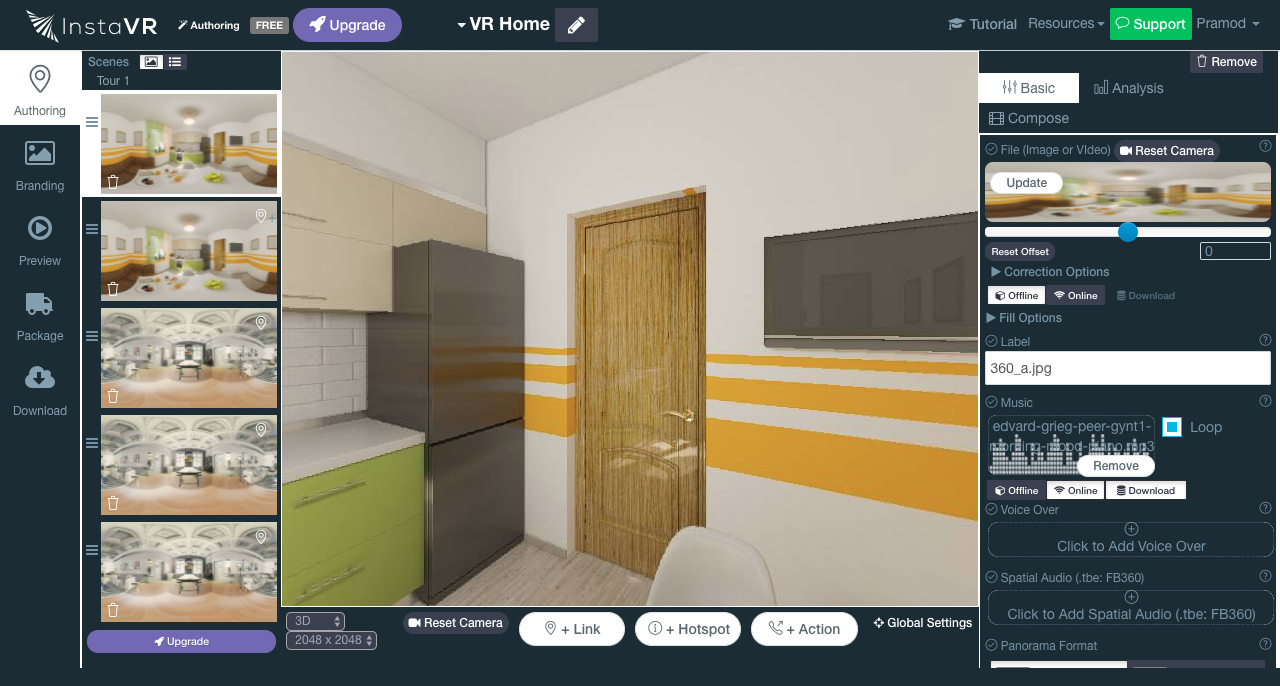 InstaVR
Authoring
FREE
Upgrade
VR Home
Tutorial
Resources
Support
Pramod
Authoring
Branding
Preview
Package
Download
Scenes
Tour 1
Upgrade
3D
2048 x 2048
Reset Camera
+ Link
+ Hotspot
+ Action
Global Settings
Remove
Basic
Analysis
Compose
File (Image or VIdeo)
Reset Camera
Update
Reset Offset
0
Correction Options
Offline
Online
Download
Fill Options
Label
360_a.jpg
Music
edvard-grieg-peer-gynt1-
morning-mood-piano.mp3
Loop
Remove
Offline
Online
Download
Voice Over
Click to Add Voice Over
Spatial Audio (.tbe: FB360)
Click to Add Spatial Audio (.tbe: FB360)
Panorama Format